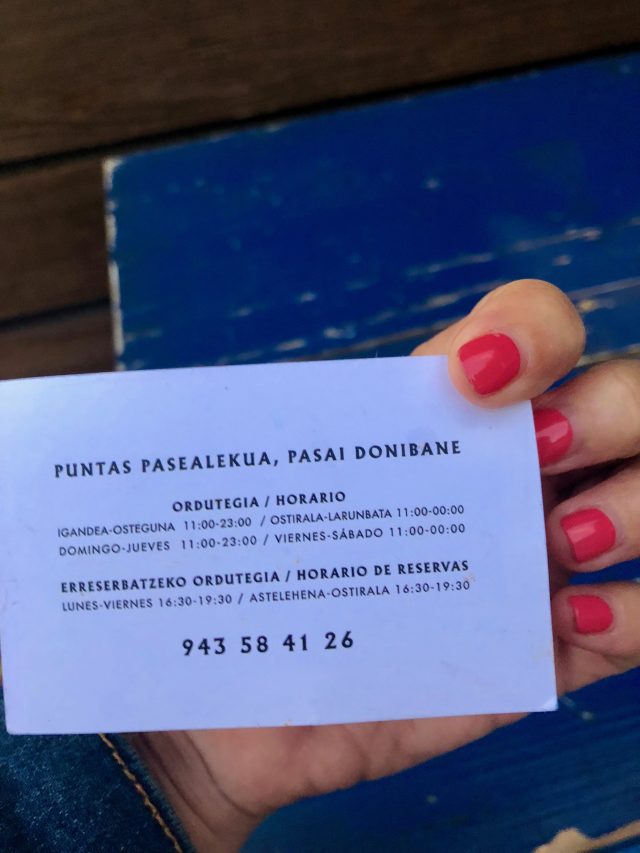 PUNTAS PASEALEKUA, PASAI DONIBANE
ORDUTEGIA / HORARIO
IGANDEA-OSTEGUNA 11:00-23:00 / OSTIRALA-LARUNBATA 11:00-00:00
DOMINGO-JUEVES 11:00-23:00 / VIERNES-SÁBADO 11:00-00:00
ERRESERBATZEKO ORDUTEGIA / HORARIO DE RESERVAS
LUNES-VIERNES 16:30-19:30 / ASTELEHENA-OSTIRALA 16:30-19:30
943 58 41 26